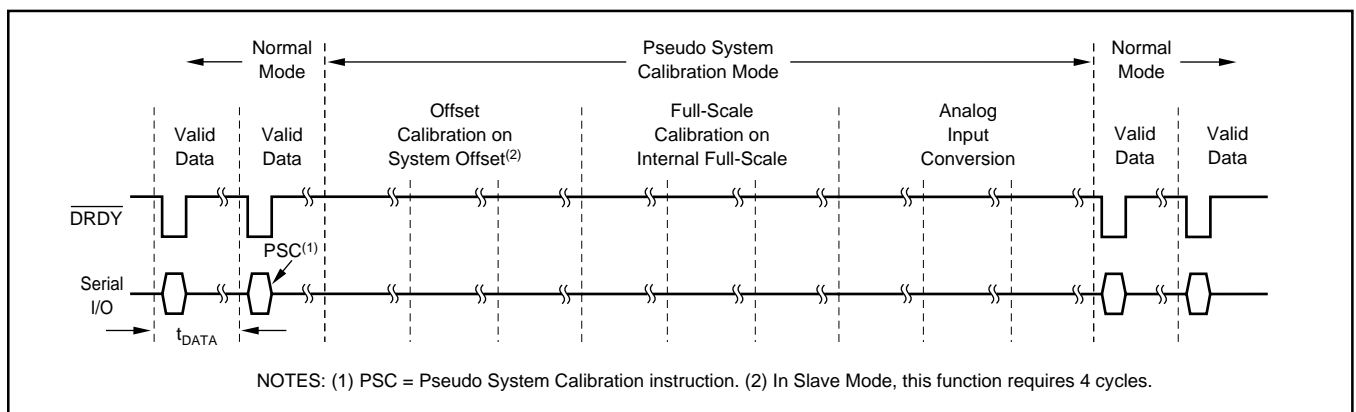 Normal
Mode
Pseudo System
Calibration Mode
Normal
Mode
Valid
Data
Valid
Data
Offset
Calibration on
System Offset(2)
Full-Scale
Calibration on
Internal Full-Scale
Analog
Input
Conversion
Valid
Data
Valid
Data
DRDY
PSC(1)
Serial
I/O
tDATA
NOTES: (1) PSC = Pseudo System Calibration instruction. (2) In Slave Mode, this function requires 4 cycles.